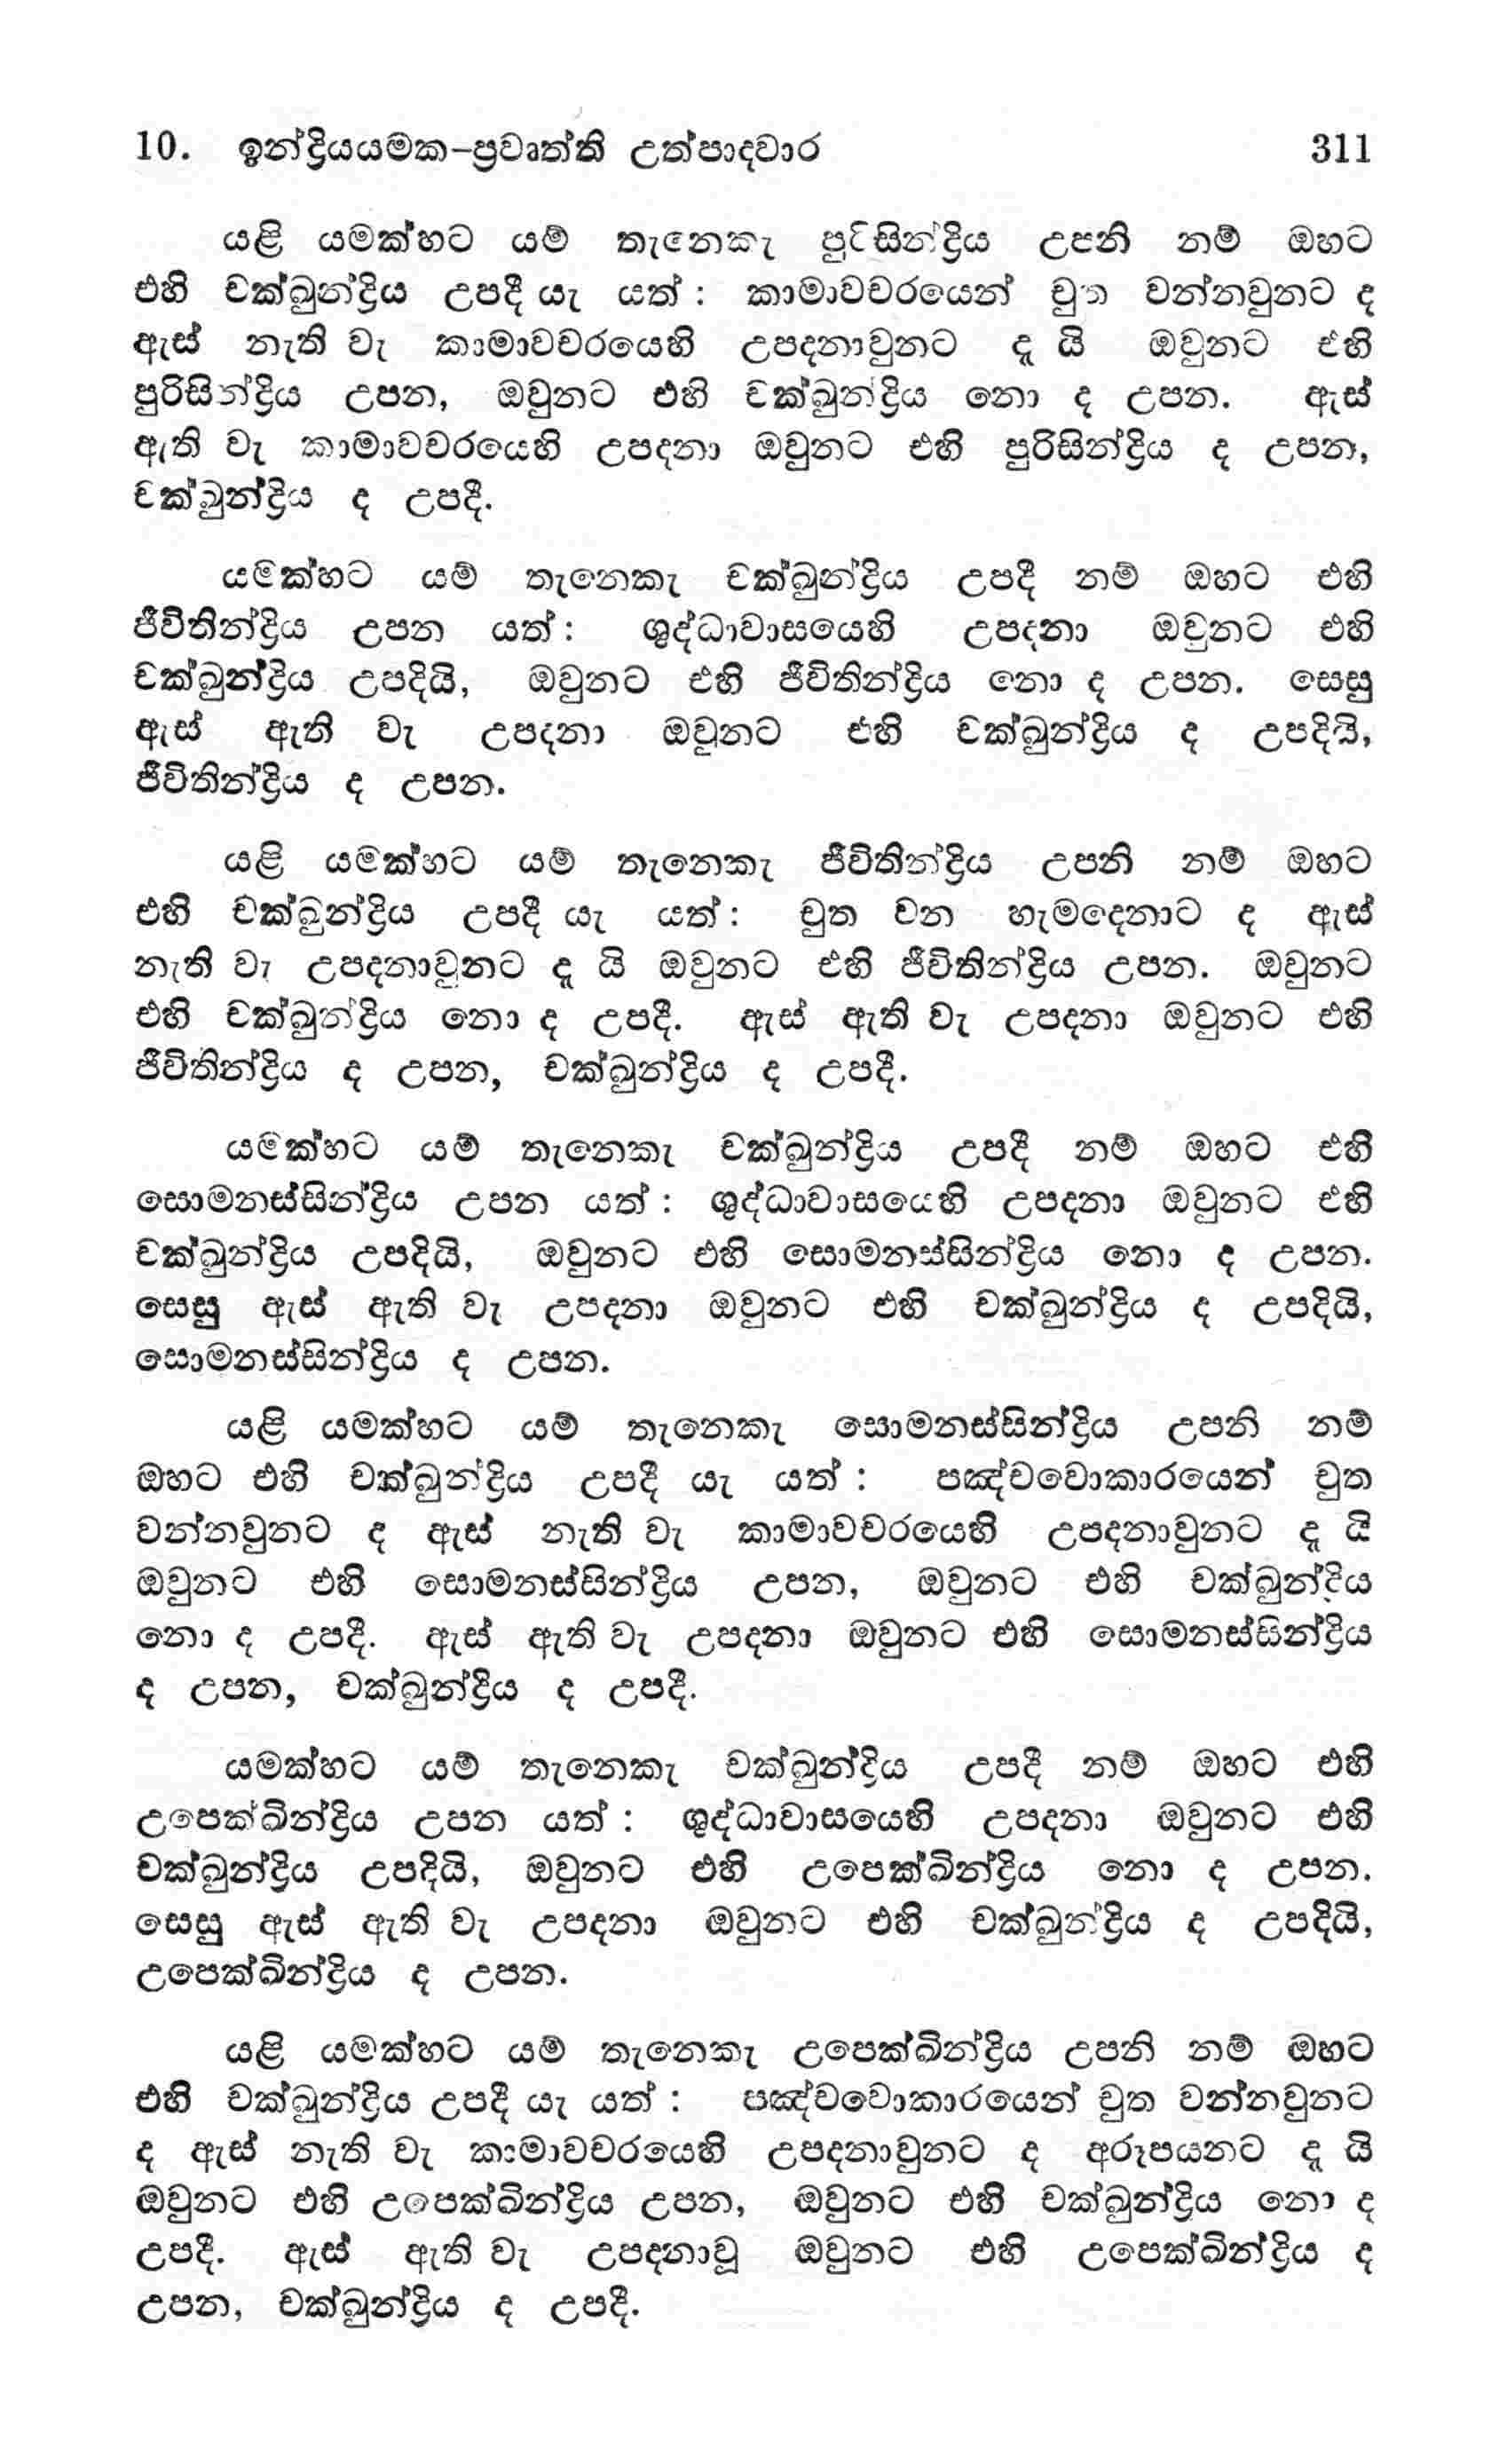 10. ඉන්ද්‍රියයමක-ප්‍රවෘත්ති උත්පාදවාර 311
යළි යමක්හට යම් තැනෙකැ පුරිසින්ද්‍රිය උපනි නම් ඔහට
එහි චක්ඛුන්ද්‍රිය උපදී යැ යත් : කාමාවචරයෙන් චුත වන්නවුනට ද
ඇස් නැති වැ කාමාවචරයෙහි උපදනාවුනට දැ යි ඔවුනට එහි
පුරිසින්ද්‍රිය උපන, ඔවුනට එහි චක්ඛුන්ද්‍රිය නො ද උපන. ඇස්
ඇති වැ කාමාවචරයෙහි උපදනා ඔවුනට එහි පුරිසින්ද්‍රිය ද උපන,
චක්ඛුන්ද්‍රිය ද උපදී.
යමක්හට යම් තැනෙකැ චක්ඛුන්ද්‍රිය උපදී නම් ඔහට එහි
ජීවිතින්ද්‍රිය උපන යත් : ශුද්ධාවාසයෙහි උපදනා ඔවුනට එහි
චක්ඛුන්ද්‍රිය උපදියි, ඔවුනට එහි ජීවිතින්ද්‍රිය නො ද උපන. සෙසු
ඇස් ඇති වැ උපදනා ඔවුනට එහි චක්ඛුන්ද්‍රිය ද උපදියි,
ජීවිතින්ද්‍රිය ද උපන.
යළි යමක්හට යම් තැනෙකැ ජීවිතින්ද්‍රිය උපනි නම් ඔහට
එහි චක්ඛුන්ද්‍රිය උපදී යැ යත් : චුත වන හැමදෙනාට ද ඇස්
නැති වැ උපදනාවුනට දැ යි ඔවුනට එහි ජීවිතින්ද්‍රිය උපන. ඔවුනට
එහි චක්ඛුන්ද්‍රිය නො ද උපදී. ඇස් ඇති වැ උපදනා ඔවුනට එහි
ජීවිතින්ද්‍රිය ද උපන, චක්ඛුන්ද්‍රිය ද උපදී.
යමක්හට යම් තැනෙකැ චක්ඛුන්ද්‍රිය උපදී නම් ඔහට එහි
සොමනස්සින්ද්‍රිය උපන යත් : ශුද්ධාවාසයෙහි උපදනා ඔවුනට එහි
චක්ඛුන්ද්‍රිය උපදියි, ඔවුනට එහි සොමනස්සින්ද්‍රිය නො ද උපන.
සෙසු ඇස් ඇති වැ උපදනා ඔවුනට එහි චක්ඛුන්ද්‍රිය ද උපදියි,
සොමනස්සින්ද්‍රිය ද උපන.
යළි යමක්හට යම් තැනෙකැ සොමනස්සින්ද්‍රිය උපනි නම්
ඔහට එහි චක්ඛුන්ද්‍රිය උපදී යැ යත් : පඤ්චවොකාරයෙන් චුත
වන්නවුනට ද ඇස් නැති වැ කාමාවචරයෙහි උපදනාවුනට දැ යි
ඔවුනට එහි සොමනස්සින්ද්‍රිය උපන, ඔවුනට එහි චක්ඛුන්ද්‍රිය
නො ද උපදී. ඇස් ඇති වැ උපදනා ඔවුනට එහි සොමනස්සින්ද්‍රිය
ද උපන, චක්ඛුන්ද්‍රිය ද උපදී.
යමක්හට යම් තැනෙකැ චක්ඛුන්ද්‍රිය උපදී නම් ඔහට එහි
උපෙක්ඛින්ද්‍රිය උපන යත් : ශුද්ධාවාසයෙහි උපදනා ඔවුනට එහි
චක්ඛුන්ද්‍රිය උපදියි, ඔවුනට එහි උපෙක්ඛින්ද්‍රිය නො ද උපන.
සෙසු ඇස් ඇති වැ උපදනා ඔවුනට එහි චක්ඛුන්ද්‍රිය ද උපදියි,
උපෙක්ඛින්ද්‍රිය ද උපන.
යළි යමක්හට යම් තැනෙකැ උපෙක්ඛින්ද්‍රිය උපනි නම් ඔහට
එහි චක්ඛුන්ද්‍රිය උපදී යැ යත් : පඤ්චවොකාරයෙන් චුත වන්නවුනට
ද ඇස් නැති වැ කාමාවචරයෙහි උපදනාවුනට ද අරූපයනට දැ යි
ඔවුනට එහි උපෙක්ඛින්ද්‍රිය උපන, ඔවුනට එහි චක්ඛුන්ද්‍රිය නො ද
උපදී. ඇස් ඇති වැ උපදනාවූ ඔවුනට එහි උපෙක්ඛින්ද්‍රිය ද
උපන, චක්ඛුන්ද්‍රිය ද උපදී.